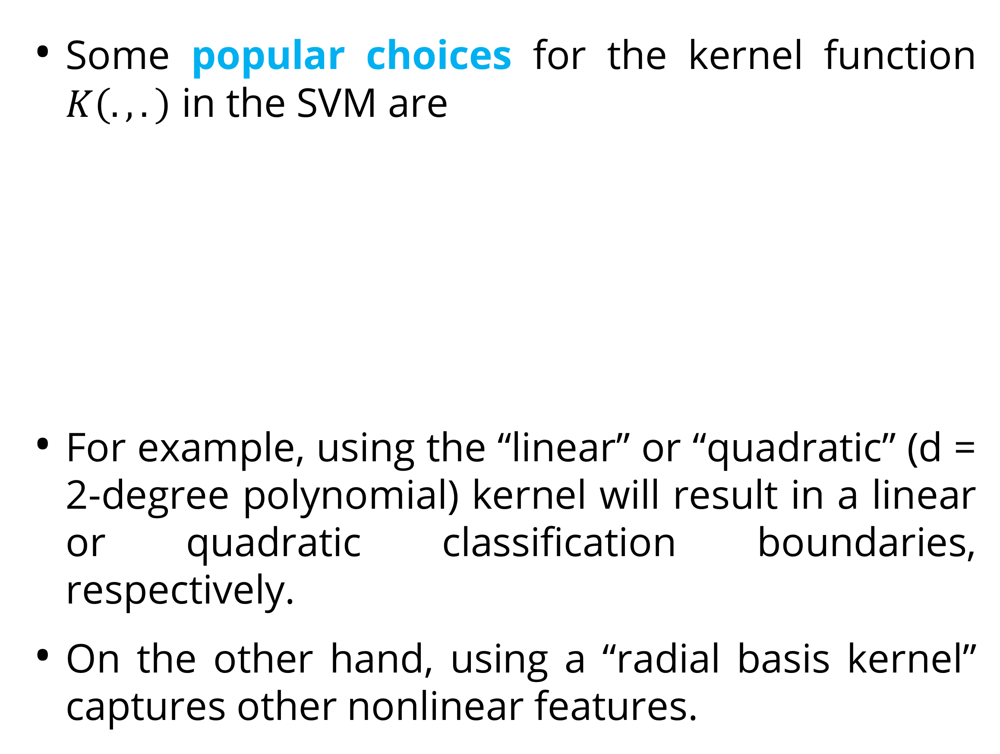 • Some popular choices for the kernel function
K(.,.) in the SVM are
• For example, using the “linear” or “quadratic” (d =
2-degree polynomial) kernel will result in a linear
or quadratic classification boundaries,
respectively.
• On the other hand, using a “radial basis kernel”
captures other nonlinear features.